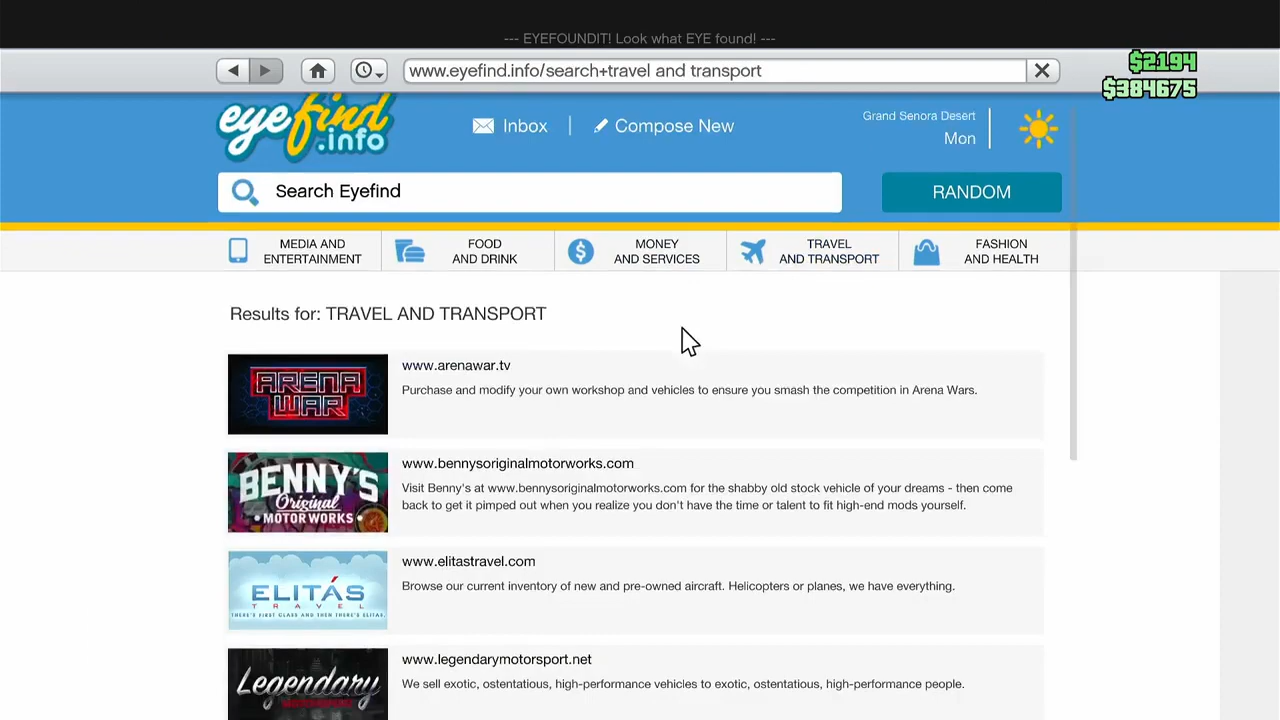 --- EYEFOUNDIT! Look what EYE found! ---
www.eyefind.info/search+travel and transport
$2194
$384675
eyefind
.info
Inbox
Compose New
Grand Senora Desert
Mon
Search Eyefind
RANDOM
MEDIA AND
ENTERTAINMENT
FOOD
AND DRINK
MONEY
AND SERVICES
TRAVEL
AND TRANSPORT
FASHION
AND HEALTH
Results for: TRAVEL AND TRANSPORT
ARENA
WAR
www.arenawar.tv
Purchase and modify your own workshop and vehicles to ensure you smash the competition in Arena Wars.
BENNY'S
Original
• MOTOR WORKS •
www.bennysoriginalmotorworks.com
Visit Benny's at www.bennysoriginalmotorworks.com for the shabby old stock vehicle of your dreams - then come
back to get it pimped out when you realize you don't have the time or talent to fit high-end mods yourself.
ELITÁS
TRAVEL
THERE'S FIRST CLASS AND THEN THERE'S ELITAS.
www.elitastravel.com
Browse our current inventory of new and pre-owned aircraft. Helicopters or planes, we have everything.
Legendary
www.legendarymotorsport.net
We sell exotic, ostentatious, high-performance vehicles to exotic, ostentatious, high-performance people.